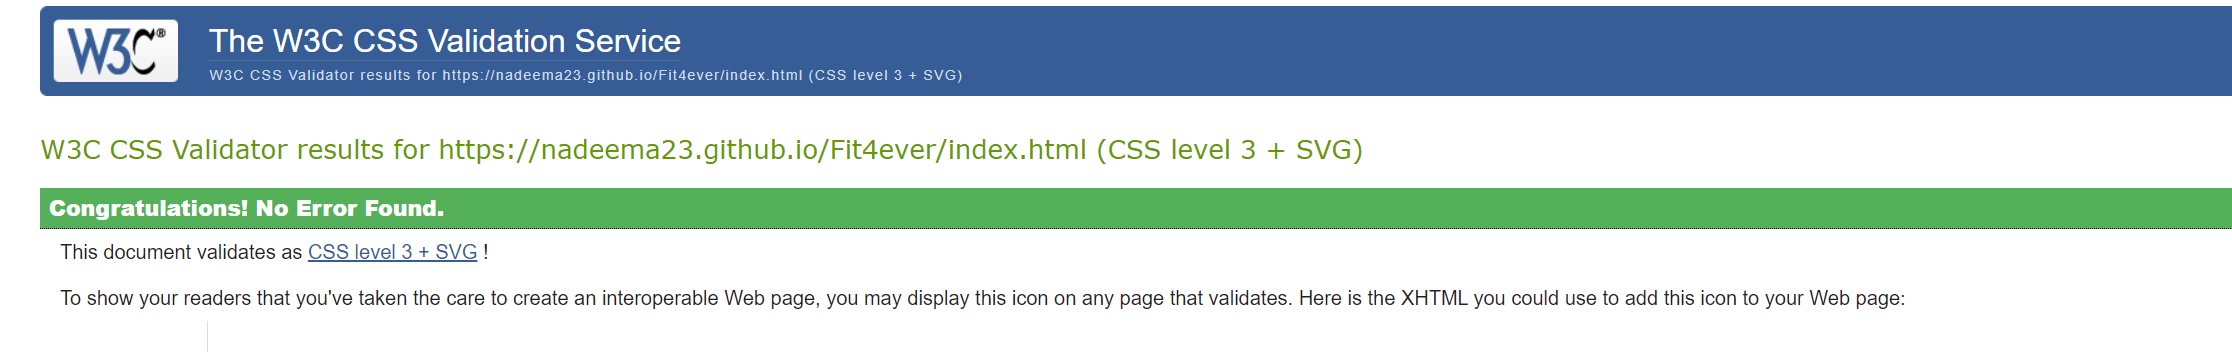 W3C®
The W3C CSS Validation Service
W3C CSS Validator results for https://nadeema23.github.io/Fit4ever/index.html (CSS level 3 + SVG)
W3C CSS Validator results for https://nadeema23.github.io/Fit4ever/index.html (CSS level 3 + SVG)
Congratulations! No Error Found.
This document validates as CSS level 3 + SVG !
To show your readers that you've taken the care to create an interoperable Web page, you may display this icon on any page that validates. Here is the XHTML you could use to add this icon to your Web page: